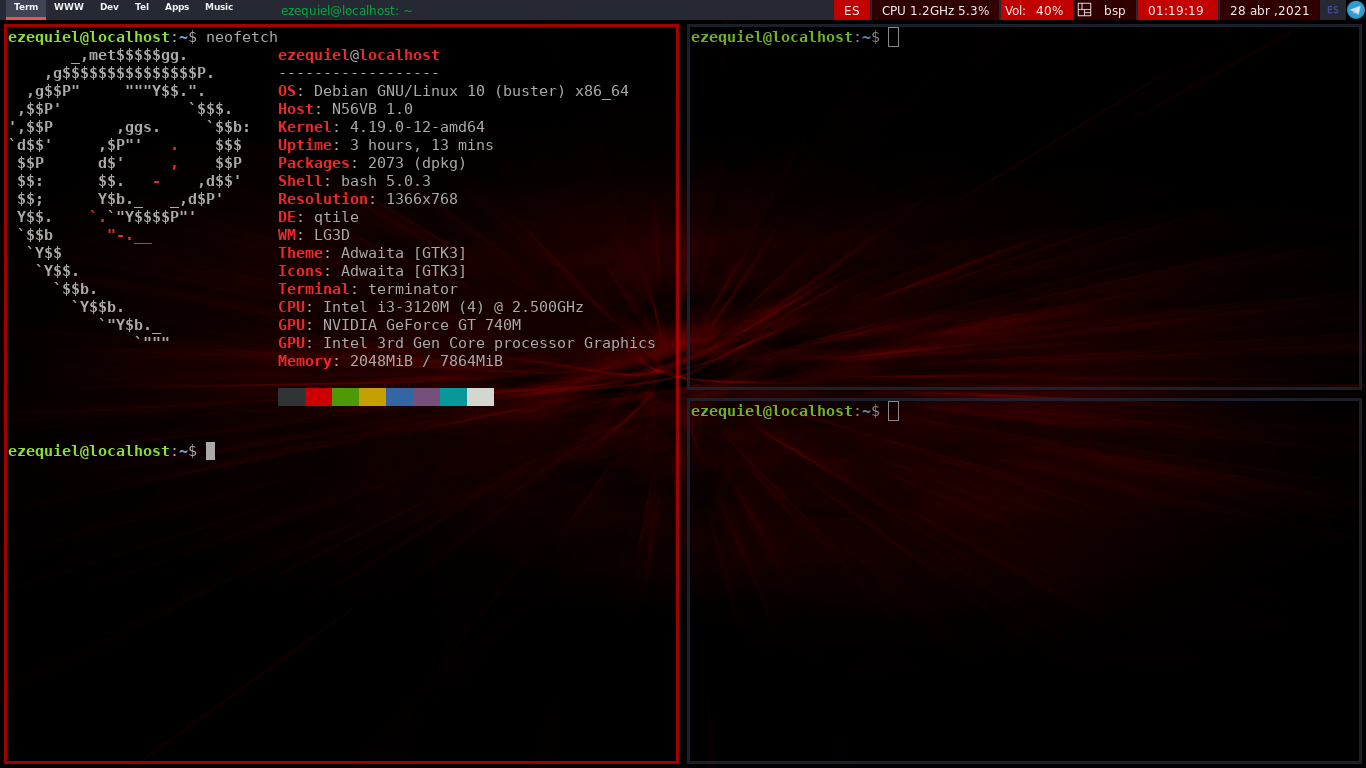 Term WWW Dev Tel Apps Music ezequiel@localhost: ~ ES CPU 1.2GHz 5.3% Vol: 40% bsp 01:19:19 28 abr ,2021 ES
ezequiel@localhost:~$ neofetch
_,met$$$$$gg.
,g$$$$$$$$$$$$$$$P.
,g$$P" """Y$$.".
,$$P' `$$$.
',$$P ,ggs. `$$b:
`d$$' ,$P"' . $$$
$$P d$' , $$P
$$: $$. - ,d$$'
$$; Y$b._ _,d$P'
Y$$. `.`"Y$$$$P"'
`$$b "-.__
`Y$$
`Y$$.
`$$b.
`Y$$b.
`"Y$b._
`"""
ezequiel@localhost
------------------
OS: Debian GNU/Linux 10 (buster) x86_64
Host: N56VB 1.0
Kernel: 4.19.0-12-amd64
Uptime: 3 hours, 13 mins
Packages: 2073 (dpkg)
Shell: bash 5.0.3
Resolution: 1366x768
DE: qtile
WM: LG3D
Theme: Adwaita [GTK3]
Icons: Adwaita [GTK3]
Terminal: terminator
CPU: Intel i3-3120M (4) @ 2.500GHz
GPU: NVIDIA GeForce GT 740M
GPU: Intel 3rd Gen Core processor Graphics
Memory: 2048MiB / 7864MiB
ezequiel@localhost:~$
ezequiel@localhost:~$
ezequiel@localhost:~$